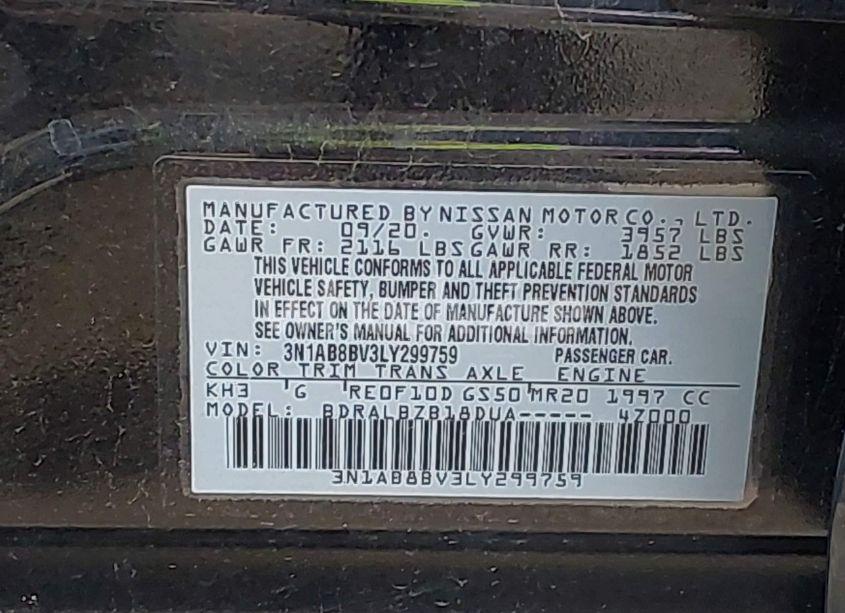 MANUFACTURED BY NISSAN MOTOR CO., LTD.
DATE: 09/20. GVWR: 3957 LBS
GAWR FR: 2116 LBS GAWR RR: 1852 LBS
THIS VEHICLE CONFORMS TO ALL APPLICABLE FEDERAL MOTOR
VEHICLE SAFETY, BUMPER AND THEFT PREVENTION STANDARDS
IN EFFECT ON THE DATE OF MANUFACTURE SHOWN ABOVE.
SEE OWNER'S MANUAL FOR ADDITIONAL INFORMATION.
VIN: 3N1AB8BV3LY299759 PASSENGER CAR.
COLOR TRIM TRANS AXLE ENGINE
KH3 G RE0F10D GS50 MR20 1997 CC
MODEL: BDRALBZB18DUA----- 4Z000
3N1AB8BV3LY299759